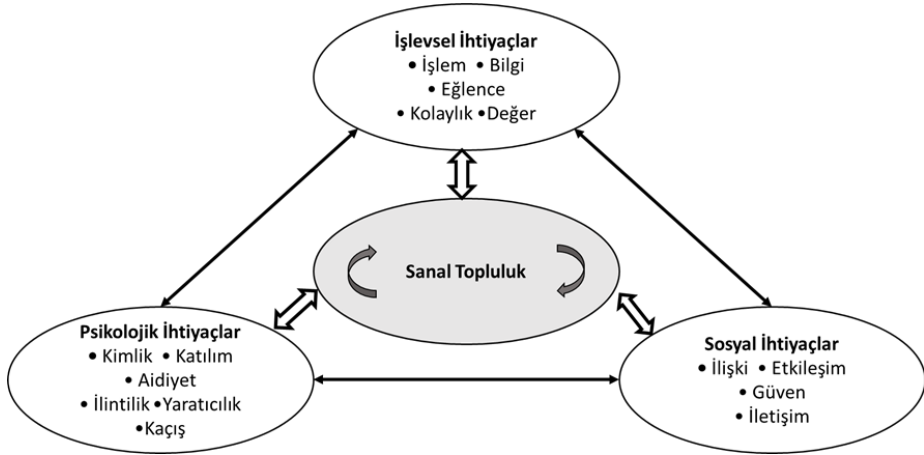 İşlevsel İhtiyaçlar
• İşlem • Bilgi
• Eğlence
• Kolaylık •Değer
Sanal Topluluk
Psikolojik İhtiyaçlar
• Kimlik • Katılım
• Aidiyet
• İlintilik •Yaratıcılık
•Kaçış
Sosyal İhtiyaçlar
• İlişki • Etkileşim
• Güven
• İletişim